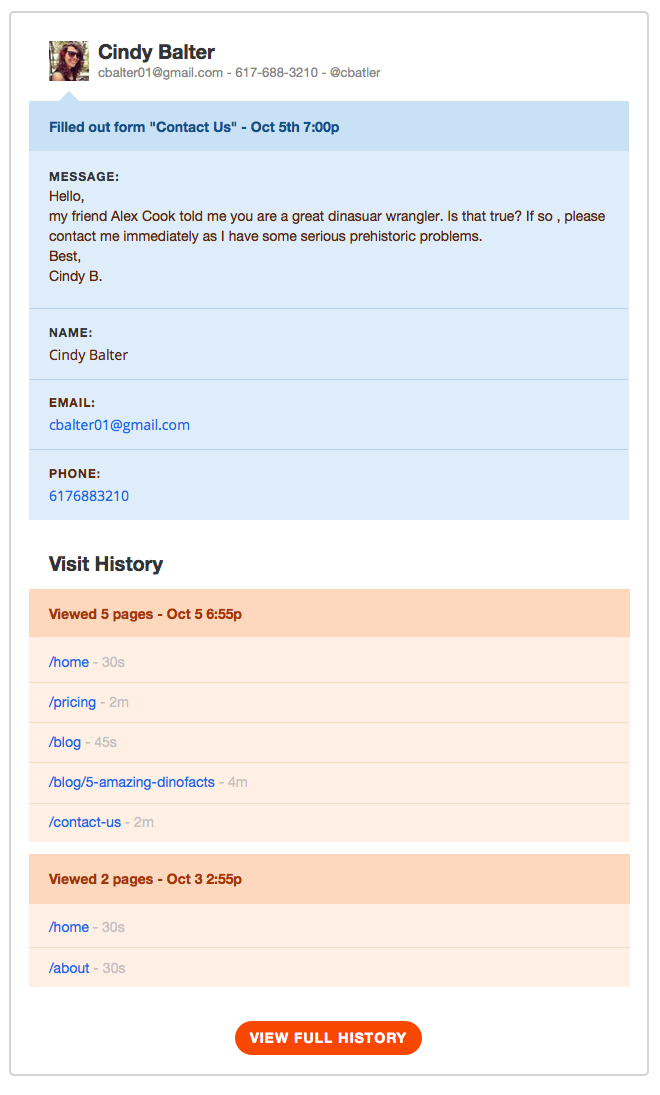 Cindy Balter
cbalter01@gmail.com - 617-688-3210 - @cbatler
Filled out form "Contact Us" - Oct 5th 7:00p
MESSAGE:
Hello,
my friend Alex Cook told me you are a great dinasuar wrangler. Is that true? If so , please
contact me immediately as I have some serious prehistoric problems.
Best,
Cindy B.
NAME:
Cindy Balter
EMAIL:
cbalter01@gmail.com
PHONE:
6176883210
Visit History
Viewed 5 pages - Oct 5 6:55p
/home - 30s
/pricing - 2m
/blog - 45s
/blog/5-amazing-dinofacts - 4m
/contact-us - 2m
Viewed 2 pages - Oct 3 2:55p
/home - 30s
/about - 30s
VIEW FULL HISTORY